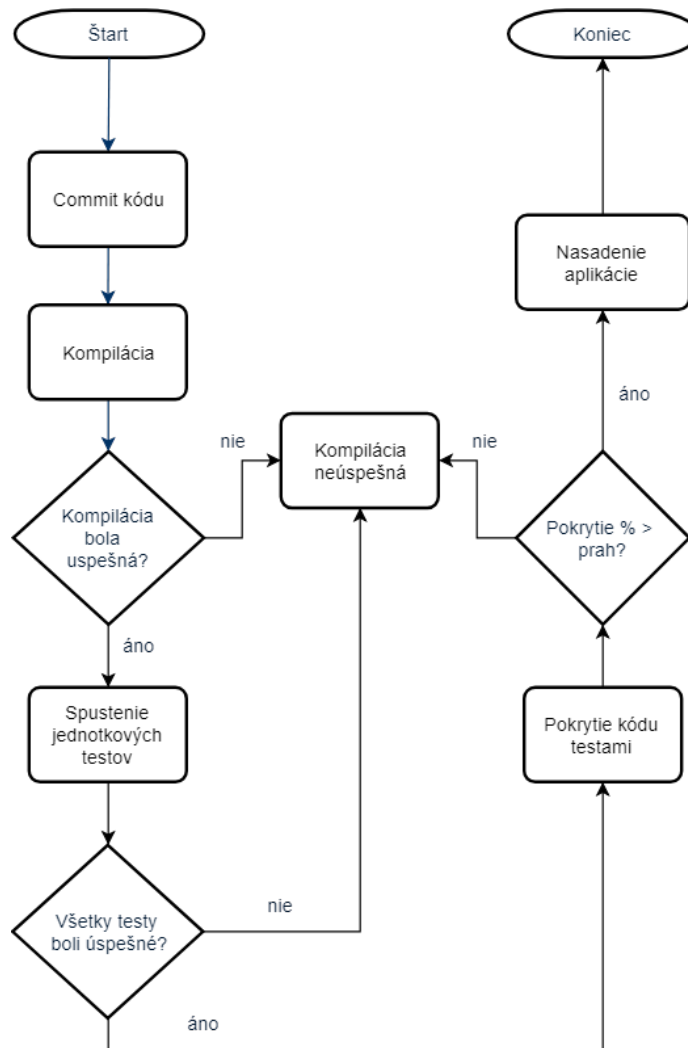 Štart
Commit kódu
Kompilácia
Kompilácia
bola
uspešná?
nie
áno
Spustenie
jednotkových
testov
Všetky testy
boli úspešné?
nie
áno
Kompilácia
neúspešná
Pokrytie kódu
testami
Pokrytie % >
prah?
nie
áno
Nasadenie
aplikácie
Koniec